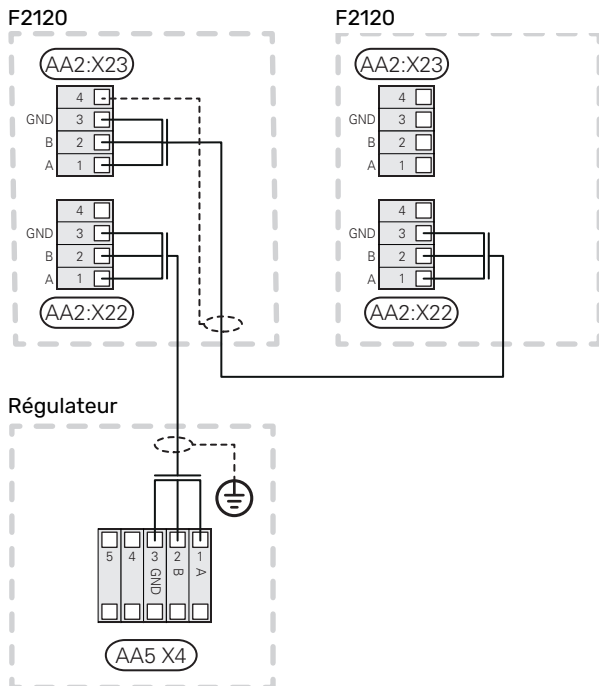 F2120
F2120
AA2:X23
4
GND 3
B 2
A 1
4
GND 3
B 2
A 1
AA2:X22
AA2:X23
4
GND 3
B 2
A 1
4
GND 3
B 2
A 1
AA2:X22
Régulateur
5 4 3 2 1
GND B A
AA5 X4